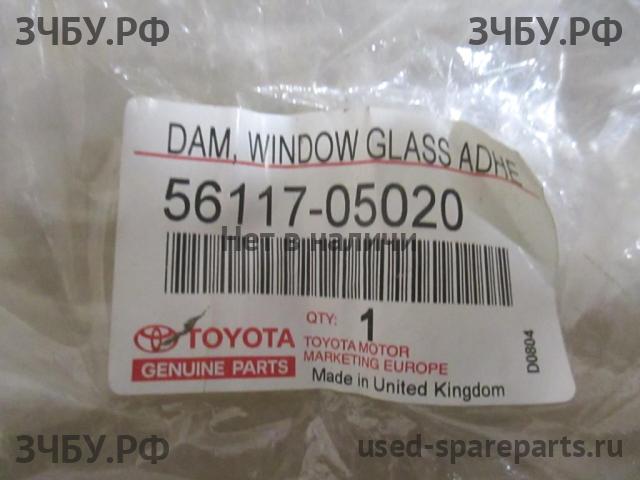 ЗЧБУ.РФ ЗЧБУ.РФ
DAM, WINDOW GLASS ADHE
56117-05020
Нет в наличи
QTY: 1
TOYOTA
GENUINE PARTS
TOYOTA MOTOR
MARKETING EUROPE
Made in United Kingdom
D0804
ЗЧБУ.РФ used-spareparts.ru